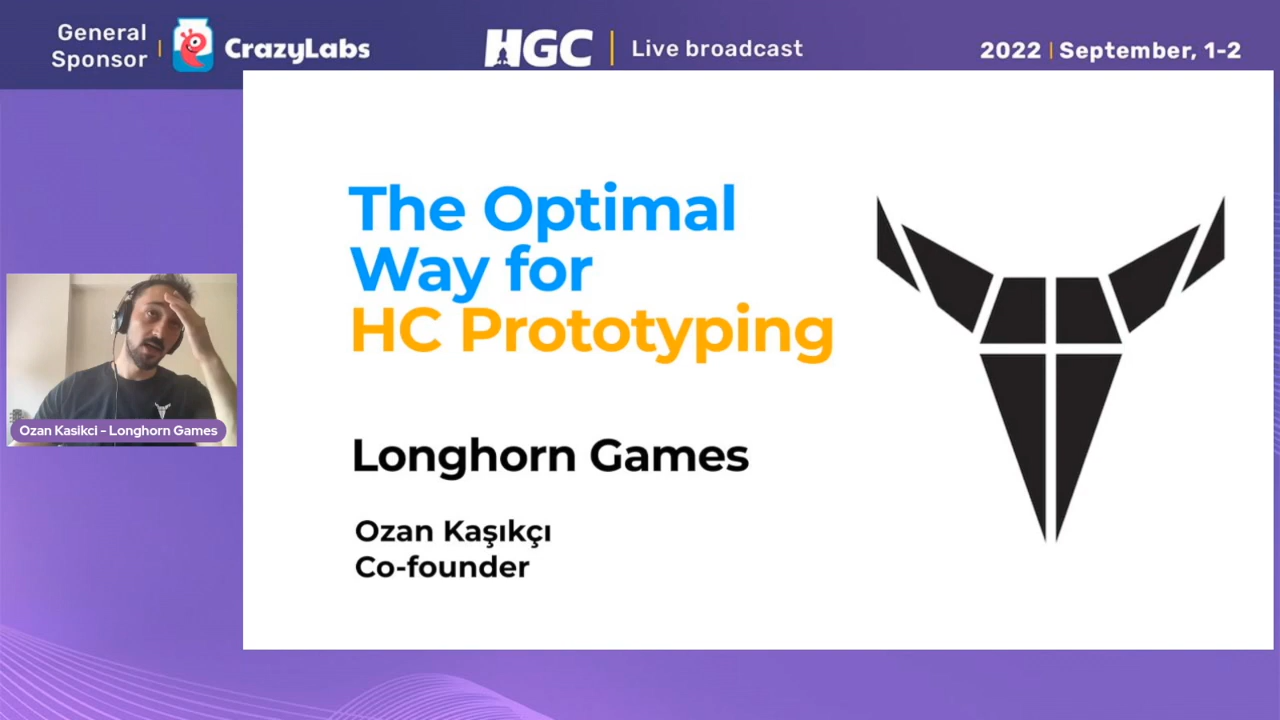 General
Sponsor
CrazyLabs
HGC
Live broadcast
2022 | September, 1-2
The Optimal
Way for
HC Prototyping
Longhorn Games
Ozan Kaşıkçı
Co-founder
Ozan Kasikci - Longhorn Games